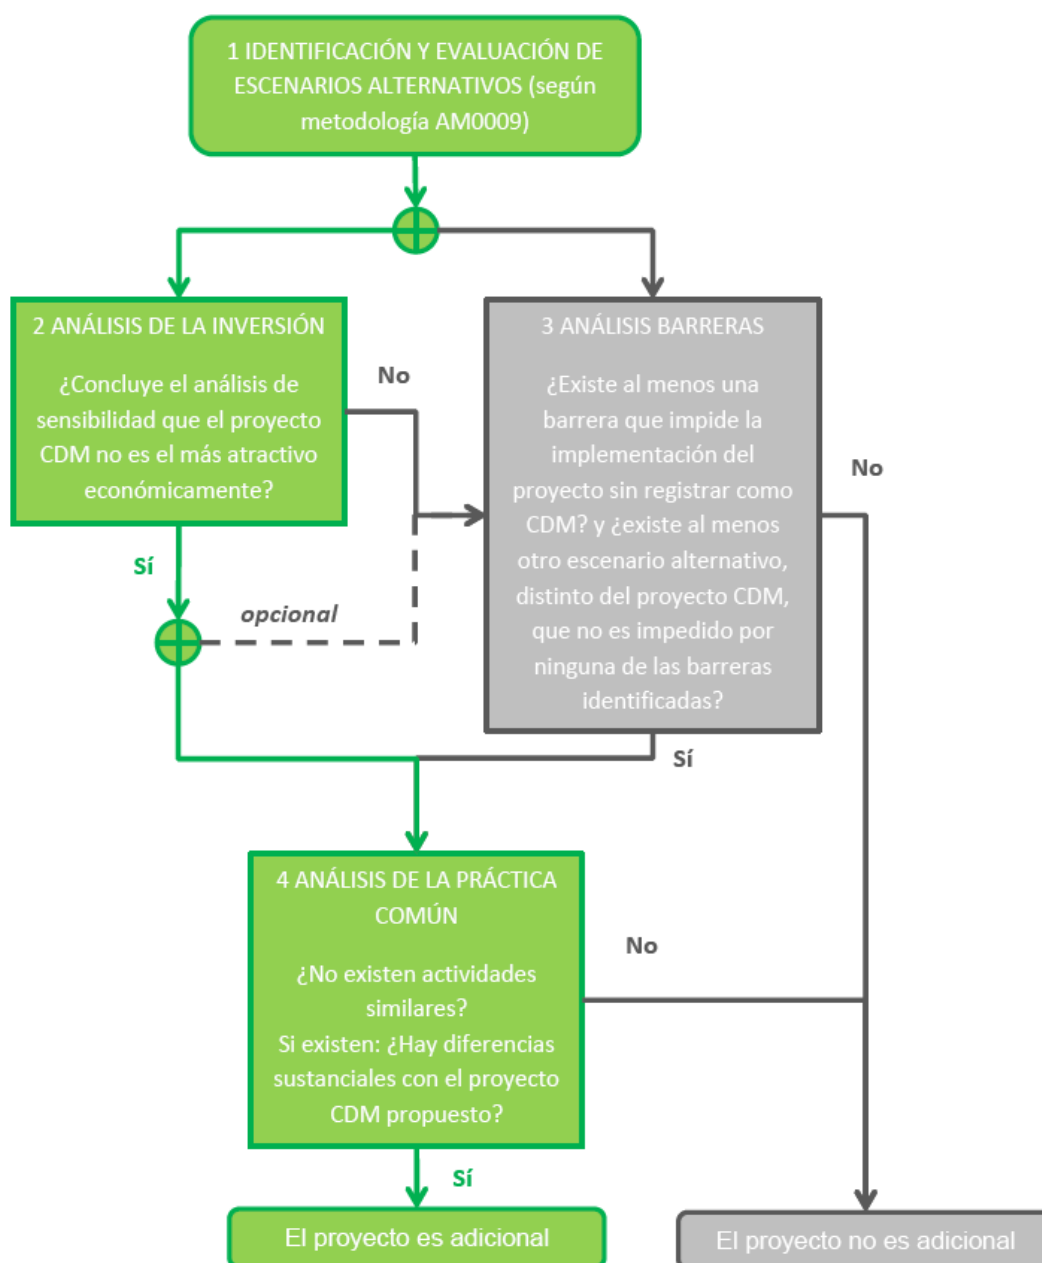 1 IDENTIFICACIÓN Y EVALUACIÓN DE
ESCENARIOS ALTERNATIVOS (según
metodología AM0009)
2 ANÁLISIS DE LA INVERSIÓN
¿Concluye el análisis de
sensibilidad que el proyecto
CDM no es el más atractivo
económicamente?
No
Sí
opcional
3 ANÁLISIS BARRERAS
¿Existe al menos una
barrera que impide la
implementación del
proyecto sin registrar como
CDM? y ¿existe al menos
otro escenario alternativo,
distinto del proyecto CDM,
que no es impedido por
ninguna de las barreras
identificadas?
No
Sí
4 ANÁLISIS DE LA PRÁCTICA
COMÚN
¿No existen actividades
similares?
Si existen: ¿Hay diferencias
sustanciales con el proyecto
CDM propuesto?
No
Sí
El proyecto es adicional
El proyecto no es adicional